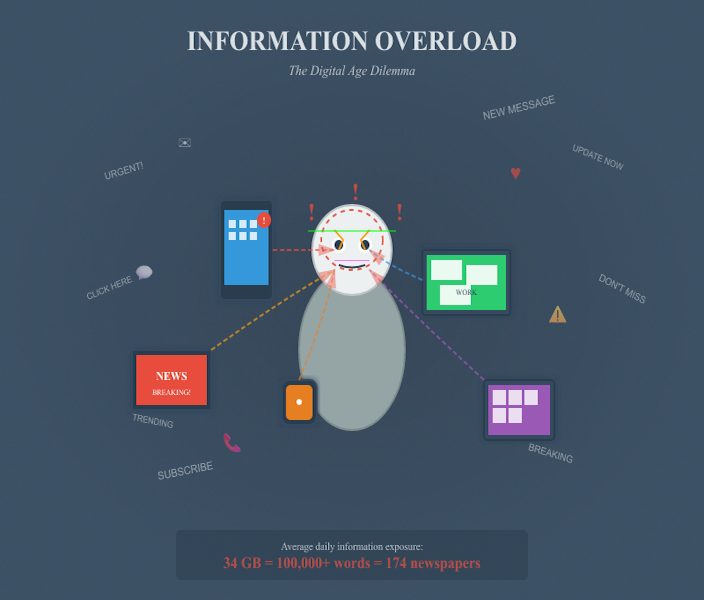 INFORMATION OVERLOAD
The Digital Age Dilemma
NEW MESSAGE
UPDATE NOW
URGENT!
!
!
!
!
CLICK HERE
WORK
DON'T MISS
NEWS
BREAKING!
TRENDING
SUBSCRIBE
BREAKING
Average daily information exposure:
34 GB = 100,000+ words = 174 newspapers